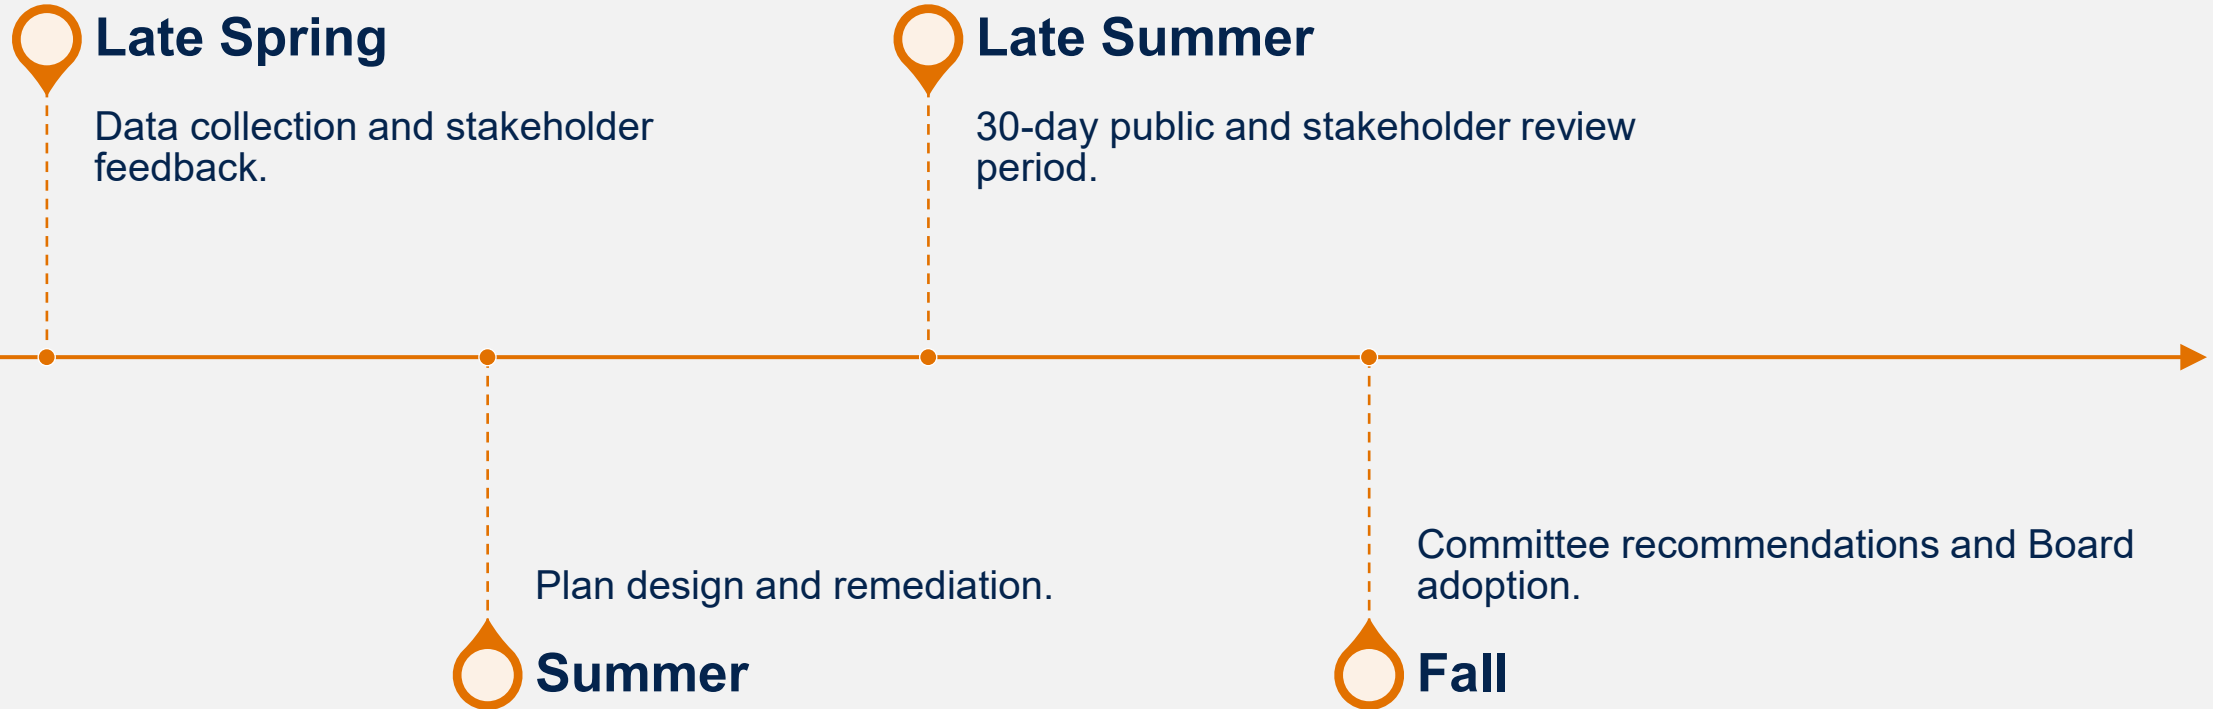 Late Spring
Data collection and stakeholder
feedback.
Late Summer
30-day public and stakeholder review
period.
Plan design and remediation.
Summer
Committee recommendations and Board
adoption.
Fall